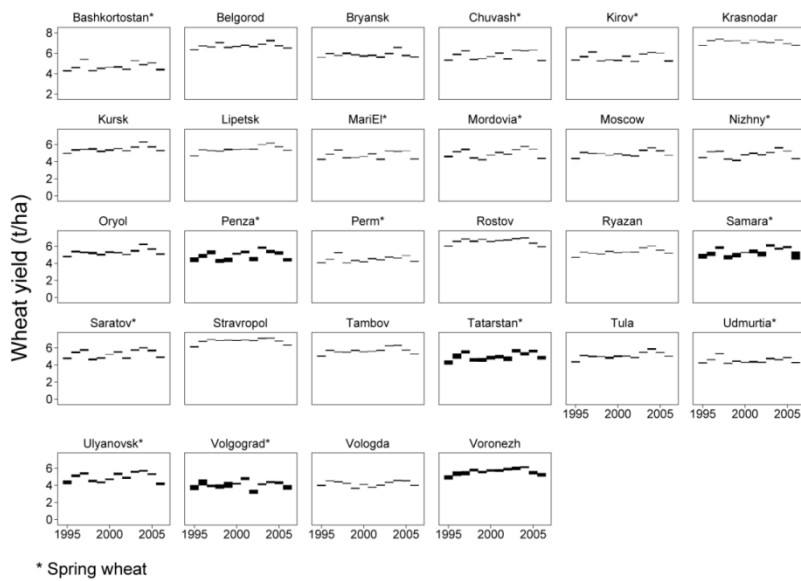 Bashkortostan* Belgorod Bryansk Chuvash* Kirov* Krasnodar
8
6
4
2
Kursk Lipetsk MariEl* Mordovia* Moscow Nizhny*
6
4
2
0
Oryol Penza* Perm* Rostov Ryazan Samara*
6
4
2
0
Saratov* Stravropol Tambov Tatarstan* Tula Udmurtia*
6
4
2
0
1995 2000 2005 1995 2000 2005
Ulyanovsk* Volgograd* Vologda Voronezh
6
4
2
0
1995 2000 2005 1995 2000 2005 1995 2000 2005 1995 2000 2005
Wheat yield (t/ha)
* Spring wheat